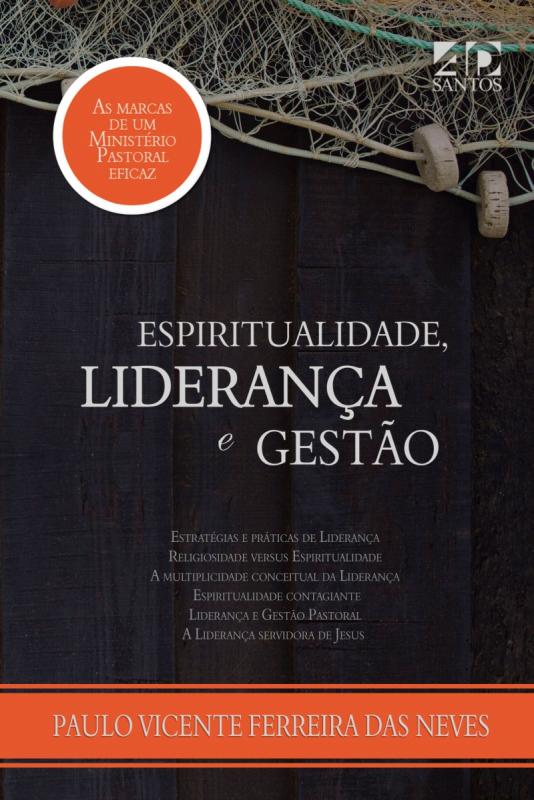 AD
SANTOS
AS MARCAS
DE UM
MINISTÉRIO
PASTORAL
EFICAZ
ESPIRITUALIDADE,
LIDERANÇA
e GESTÃO
ESTRATÉGIAS E PRÁTICAS DE LIDERANÇA
RELIGIOSIDADE VERSUS ESPIRITUALIDADE
A MULTIPLICIDADE CONCEITUAL DA LIDERANÇA
ESPIRITUALIDADE CONTAGIANTE
LIDERANÇA E GESTÃO PASTORAL
A LIDERANÇA SERVIDORA DE JESUS
PAULO VICENTE FERREIRA DAS NEVES